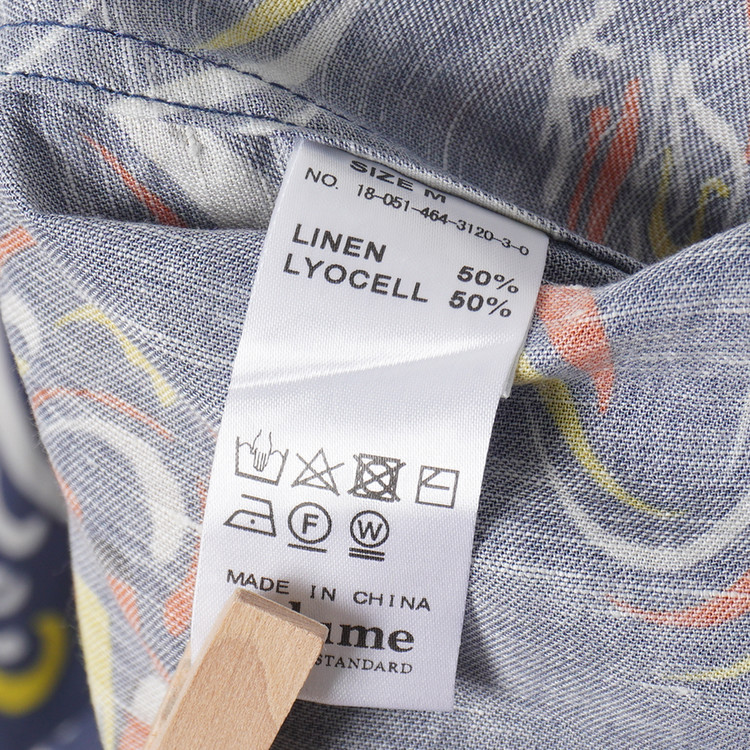 SIZE M
NO. 18-051-464-3120-3-0
LINEN 50%
LYOCELL 50%
F W
MADE IN CHINA
STANDARD